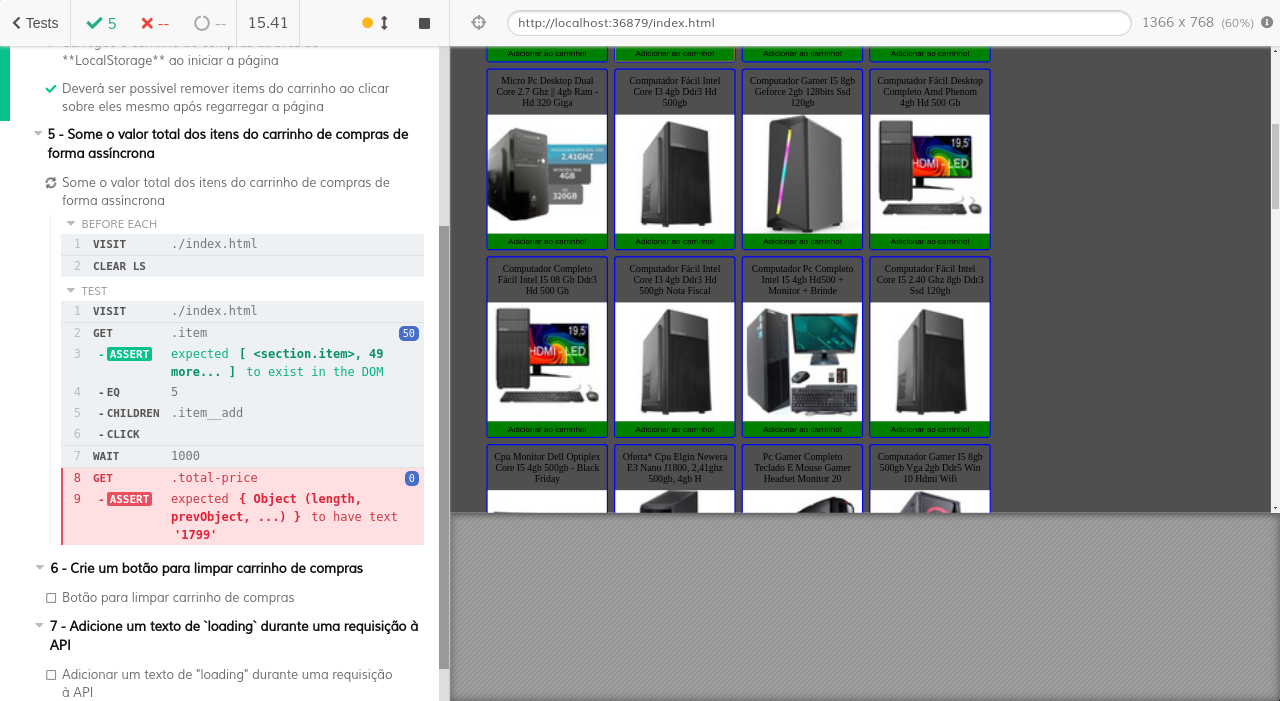 Tests
5
--
--
15.41
http://localhost:36879/index.html
1366 x 768 (60%)
**LocalStorage** ao iniciar a página
Deverá ser possível remover items do carrinho ao clicar
sobre eles mesmo após regarregar a página
5 - Some o valor total dos itens do carrinho de compras de
forma assíncrona
Some o valor total dos itens do carrinho de compras de
forma assíncrona
BEFORE EACH
1 VISIT ./index.html
2 CLEAR LS
TEST
1 VISIT ./index.html
2 GET .item 50
3 -ASSERT expected [ <section.item>, 49
more... ] to exist in the DOM
4 -EQ 5
5 -CHILDREN .item__add
6 -CLICK
7 WAIT 1000
8 GET .total-price 0
9 -ASSERT expected { Object (length,
prevObject, ...) } to have text
'1799'
6 - Crie um botão para limpar carrinho de compras
Botão para limpar carrinho de compras
7 - Adicione um texto de `loading` durante uma requisição à
API
Adicionar um texto de "loading" durante uma requisição
à API
Adicionar ao carrinho!
Adicionar ao carrinho!
Adicionar ao carrinho!
Adicionar ao carrinho!
Micro Pc Desktop Dual
Core 2.7 Ghz || 4gb Ram -
Hd 320 Giga
2.41GHZ
4GB
320GB
Adicionar ao carrinho!
Computador Fácil Intel
Core I3 4gb Ddr3 Hd
500gb
Adicionar ao carrinho!
Computador Gamer I5 8gb
Geforce 2gb 128bits Ssd
120gb
Adicionar ao carrinho!
Computador Fácil Desktop
Completo Amd Phenom
4gb Hd 500 Gb
19,5'
HDMI - LED
Adicionar ao carrinho!
Computador Completo
Fácil Intel I5 08 Gb Ddr3
Hd 500 Gb
19,5'
HDMI - LED
Adicionar ao carrinho!
Computador Fácil Intel
Core I3 4gb Ddr3 Hd
500gb Nota Fiscal
Adicionar ao carrinho!
Computador Pc Completo
Intel I5 4gb Hd500 +
Monitor + Brinde
Adicionar ao carrinho!
Computador Fácil Intel
Core I5 2.40 Ghz 8gb Ddr3
Ssd 120gb
Adicionar ao carrinho!
Cpu Monitor Dell Optiplex
Core I5 4gb 500gb - Black
Friday
Oferta* Cpu Elgin Newera
E3 Nano J1800, 2,41ghz
500gb, 4gb H
Pc Gamer Completo
Teclado E Mouse Gamer
Headset Monitor 20
Computador Gamer I5 8gb
500gb Vga 2gb Ddr5 Win
10 Hdmi Wifi